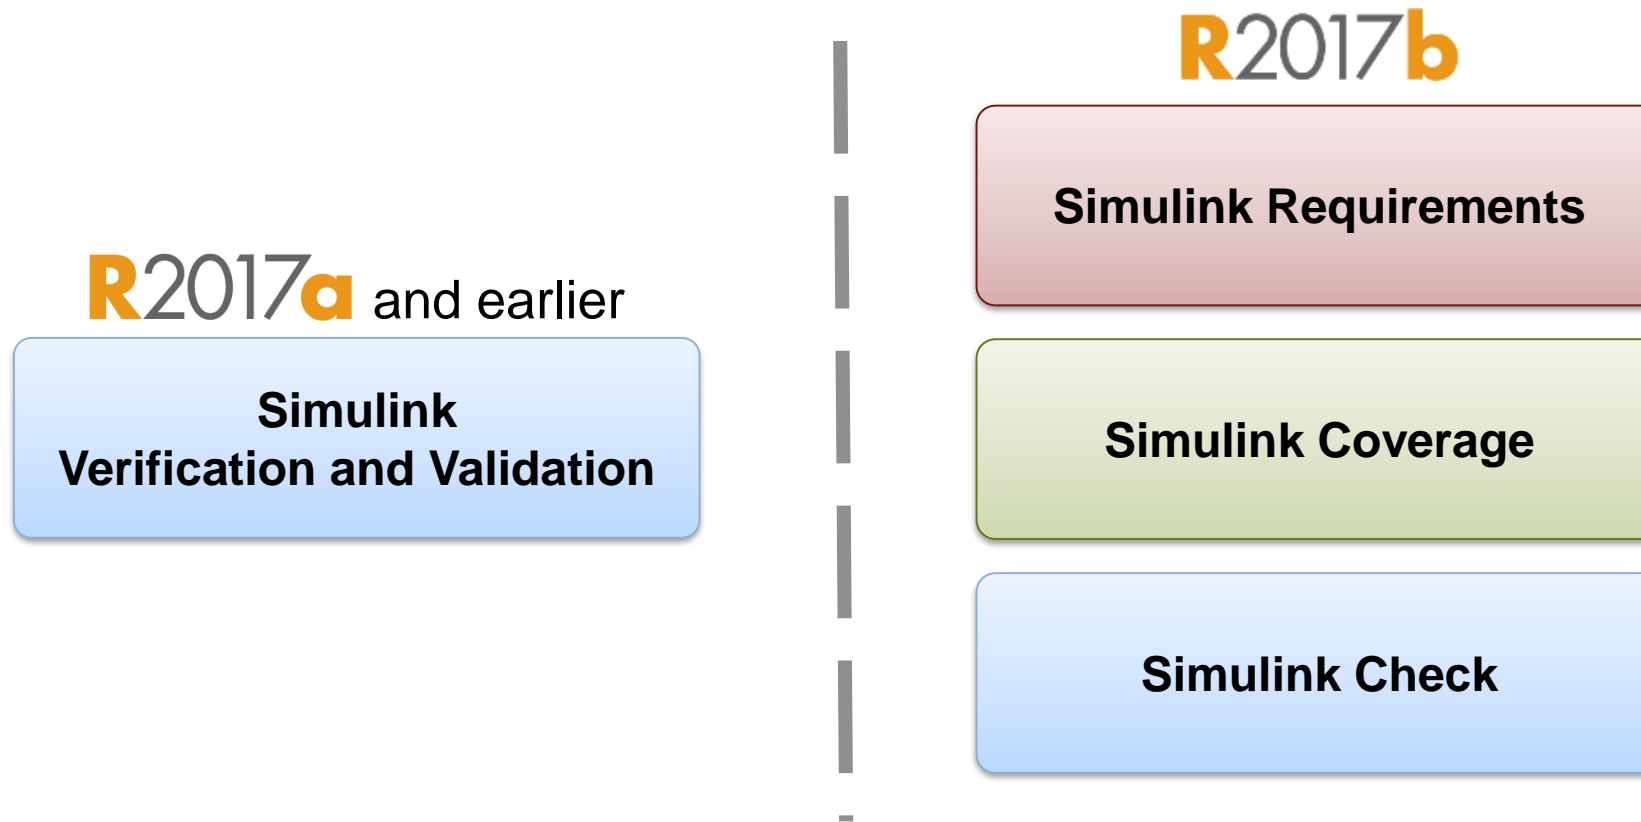 R2017a and earlier
Simulink
Verification and Validation
R2017b
Simulink Requirements
Simulink Coverage
Simulink Check